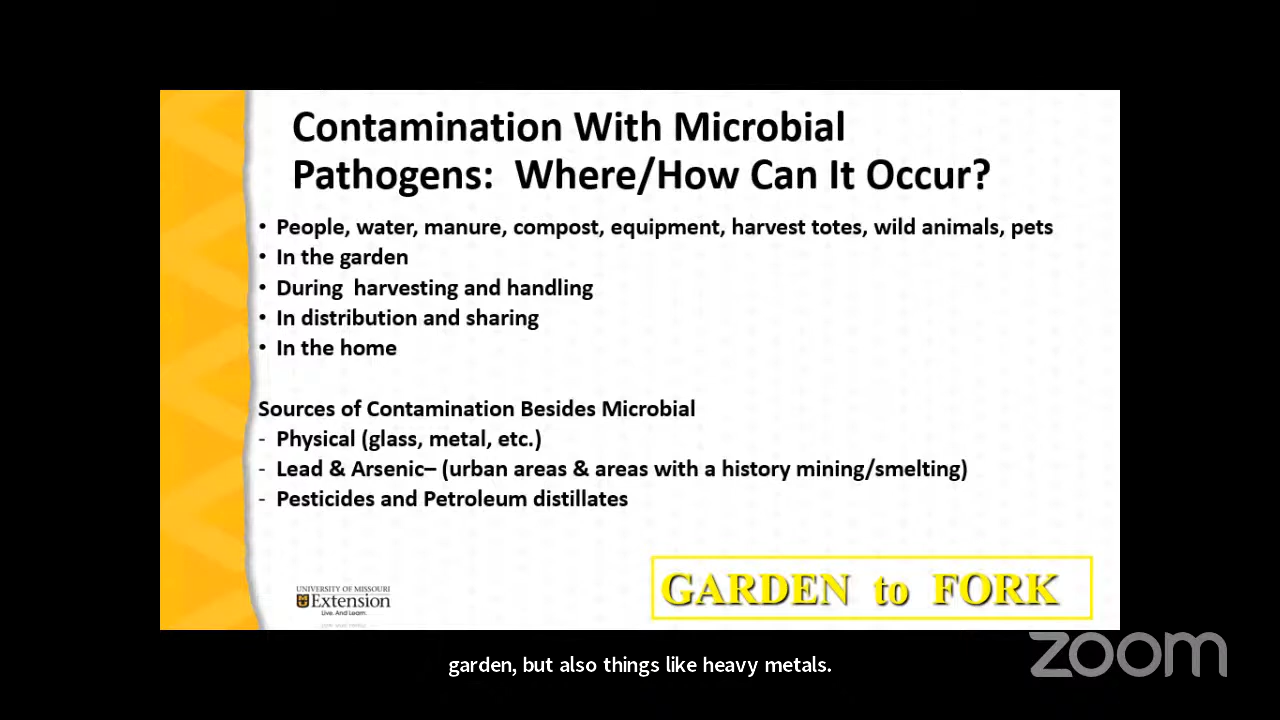 Contamination With Microbial
Pathogens:  Where/How Can It Occur?
• People, water, manure, compost, equipment, harvest totes, wild animals, pets
• In the garden
• During  harvesting and handling
• In distribution and sharing
• In the home
Sources of Contamination Besides Microbial
- Physical (glass, metal, etc.)
- Lead & Arsenic– (urban areas & areas with a history mining/smelting)
- Pesticides and Petroleum distillates
UNIVERSITY OF MISSOURI
Extension
Live. And Learn.
GARDEN to FORK
garden, but also things like heavy metals.
zoom